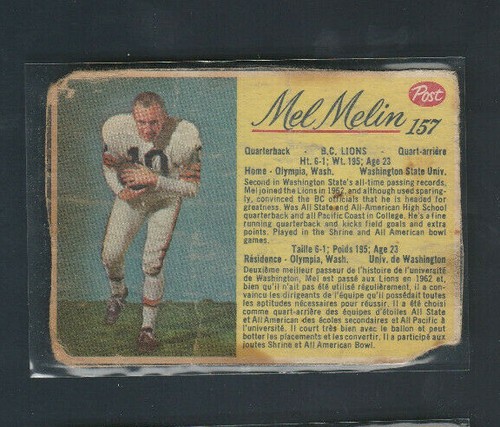 Post
Mel Melin 157
Quarterback - B.C. LIONS - Quart-arrière
Ht. 6-1; Wt. 195; Age 23
Home - Olympia, Wash. Washington State Univ.
Second in Washington State's all-time passing records,
Mel joined the Lions in 1962, and although used sparing-
ly, convinced the BC officials that he is headed for
greatness. Was All State and All-American High School
quarterback and all Pacific Coast in College. He's a fine
running quarterback and kicks field goals and extra
points. Played in the Shrine and All American bowl
games.
Taille 6-1; Poids 195; Age 23
Résidence - Olympia, Wash. Univ. de Washington
Deuxième meilleur passeur de l'histoire de l'université
de Washington, Mel est passé aux Lions en 1962 et,
bien qu'il n'ait pas été utilisé régulièrement, il a con-
vaincu les dirigeants de l'équipe qu'il possédait toutes
les aptitudes nécessaires pour réussir. Il a été choisi
comme quart-arrière des équipes d'étoiles All State
et All American des écoles secondaires et All Pacific à
l'université. Il court très bien avec le ballon et peut
botter les placements et les convertir. Il a participé aux
joutes Shrine et All American Bowl.
10